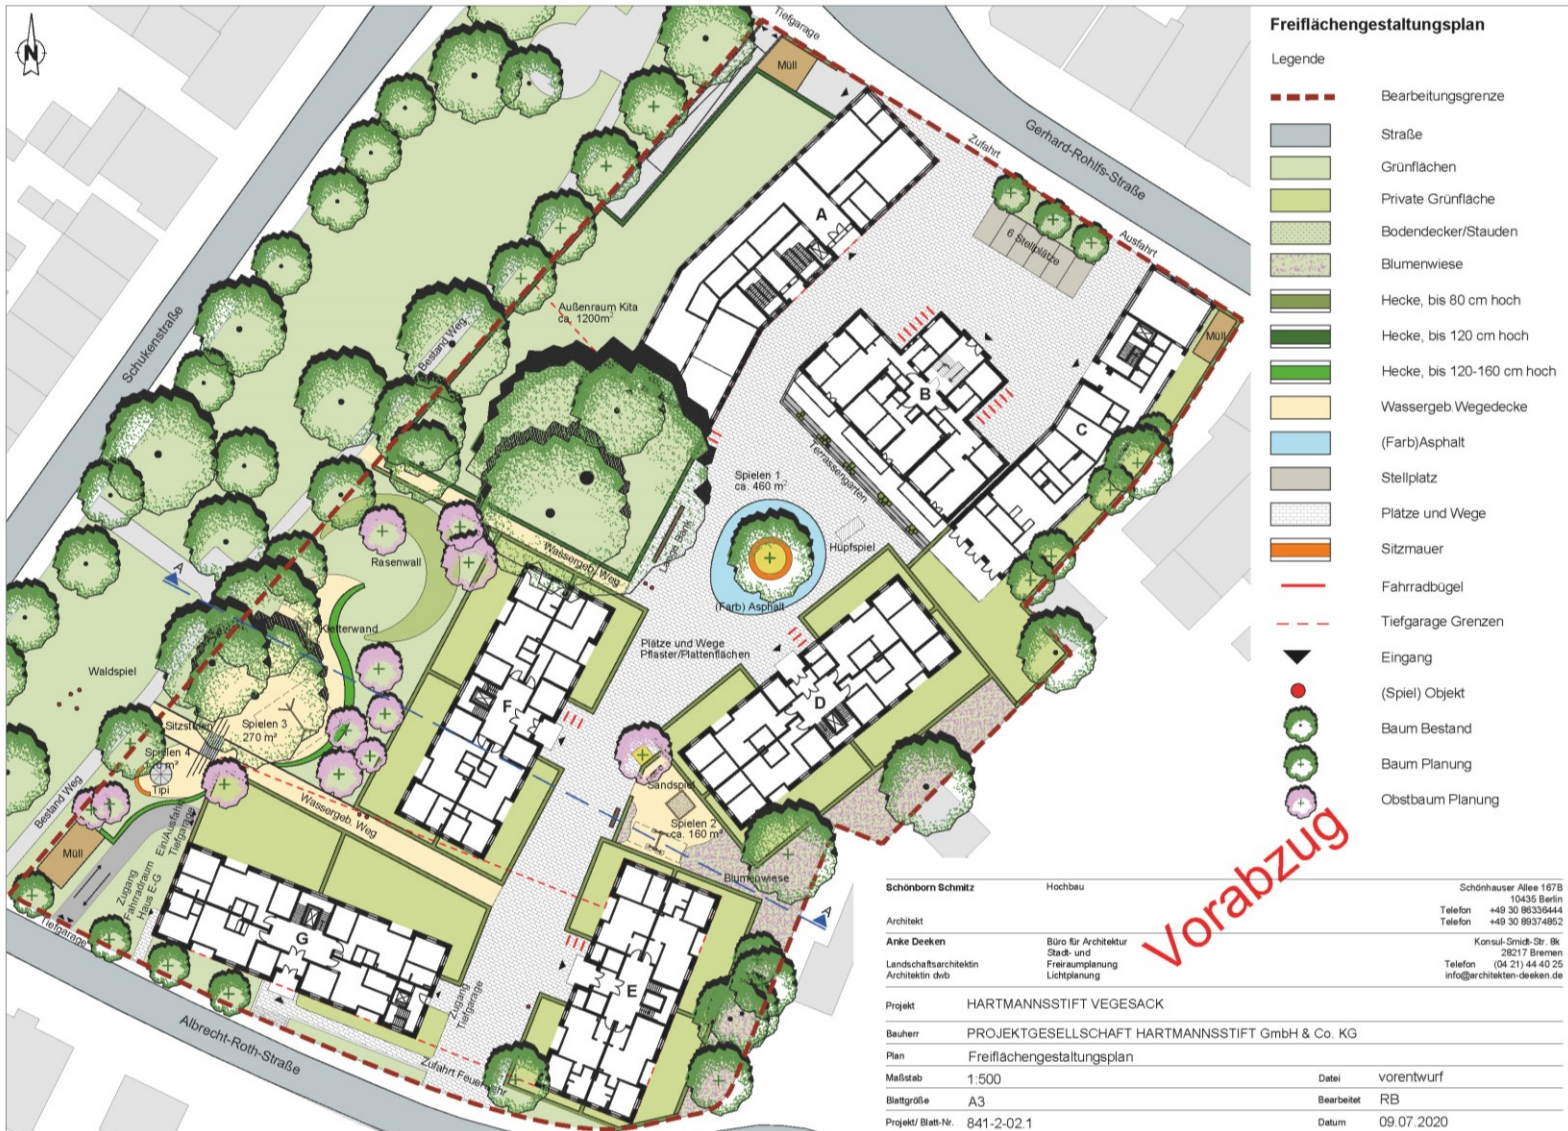 N
Tiefgarage
Müll
Gerhard-Rohlfs-Straße
Zufahrt
Ausfahrt
6 Stellplätze
A
Müll
Außenraum Kita
ca. 1200m²
Bestand Weg
Schukenstraße
B
C
Terrassengärten
Spielen 1
ca. 460 m²
Hüpfspiel
Lange Bank
(Farb) Asphalt
Wassergeb. Weg
Rasenwall
A
Kletterwand
Plätze und Wege
Pflaster/Plattenflächen
Waldspiel
F
D
Sitzstufen
Spielen 3
270 m²
Spielen 4
Tipi
Sandspiel
Spielen 2
ca. 160 m²
Bestand Weg
Wassergeb. Weg
Müll
Zugang
Fahrradraum
Haus E-G
Ein/Ausfahrt
Tiefgarage
Blumenwiese
A
Tiefgarage
G
E
Zugang
Tiefgarage
Albrecht-Roth-Straße
Zufahrt Feuerwehr
Freiflächengestaltungsplan
Legende
Bearbeitungsgrenze
Straße
Grünflächen
Private Grünfläche
Bodendecker/Stauden
Blumenwiese
Hecke, bis 80 cm hoch
Hecke, bis 120 cm hoch
Hecke, bis 120-160 cm hoch
Wassergeb.Wegedecke
(Farb)Asphalt
Stellplatz
Plätze und Wege
Sitzmauer
Fahrradbügel
Tiefgarage Grenzen
Eingang
(Spiel) Objekt
Baum Bestand
Baum Planung
Obstbaum Planung
Vorabzug
Schönborn Schmitz Hochbau Schönhauser Allee 167B
10435 Berlin
Telefon +49 30 86336444
Architekt Telefon +49 30 89374852
Anke Deeken Büro für Architektur Konsul-Smidt-Str. 8k
Stadt- und 28217 Bremen
Landschaftsarchitektin Freiraumplanung Telefon (04 21) 44 40 25
Architektin dwb Lichtplanung info@architekten-deeken.de
Projekt HARTMANNSSTIFT VEGESACK
Bauherr PROJEKTGESELLSCHAFT HARTMANNSSTIFT GmbH & Co. KG
Plan Freiflächengestaltungsplan
Maßstab 1:500 Datei vorentwurf
Blattgröße A3 Bearbeitet RB
Projekt/ Blatt-Nr. 841-2-02.1 Datum 09.07.2020